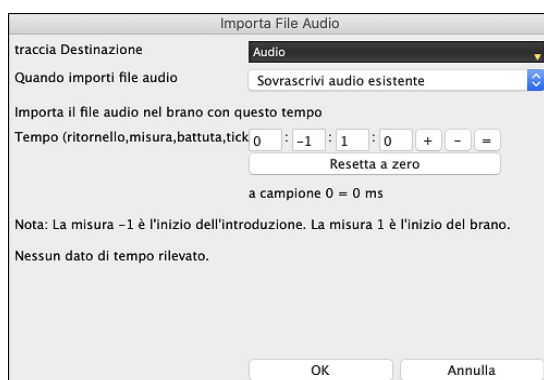 Importa File Audio
traccia Destinazione Audio
Quando importi file audio Sovrascrivi audio esistente
Importa il file audio nel brano con questo tempo
Tempo (ritornello,misura,battuta,tick 0 : -1 : 1 : 0 + - =
Resetta a zero
a campione 0 = 0 ms
Nota: La misura -1 è l'inizio dell'introduzione. La misura 1 è l'inizio del brano.
Nessun dato di tempo rilevato.
OK Annulla